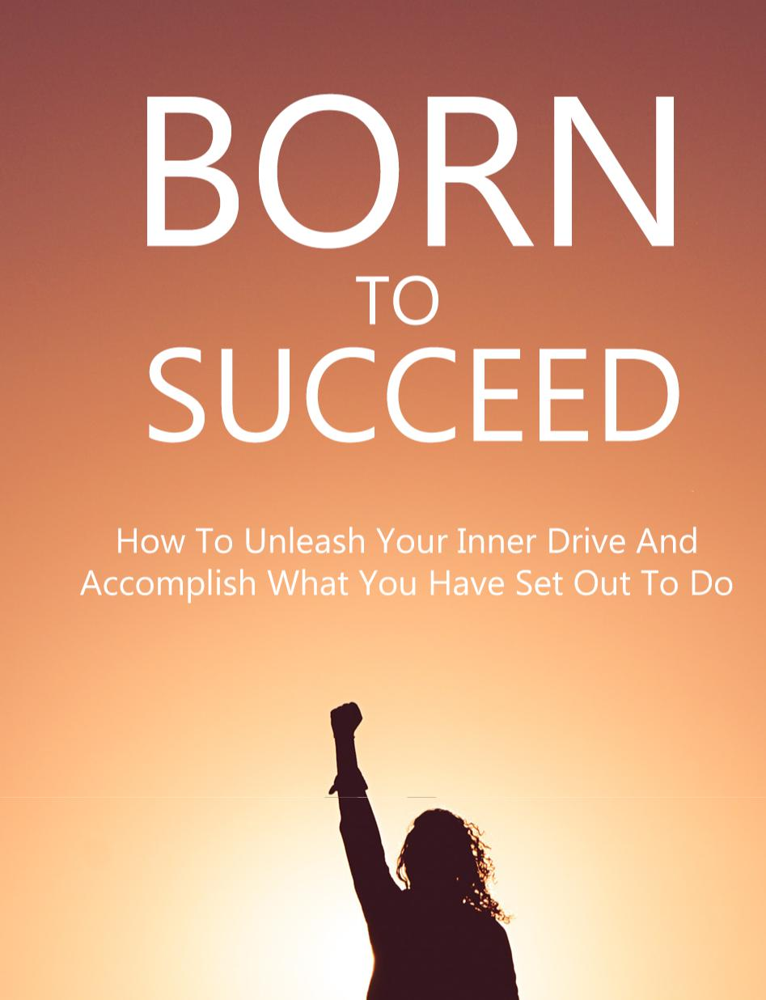 BORN
TO
SUCCEED
How To Unleash Your Inner Drive And
Accomplish What You Have Set Out To Do